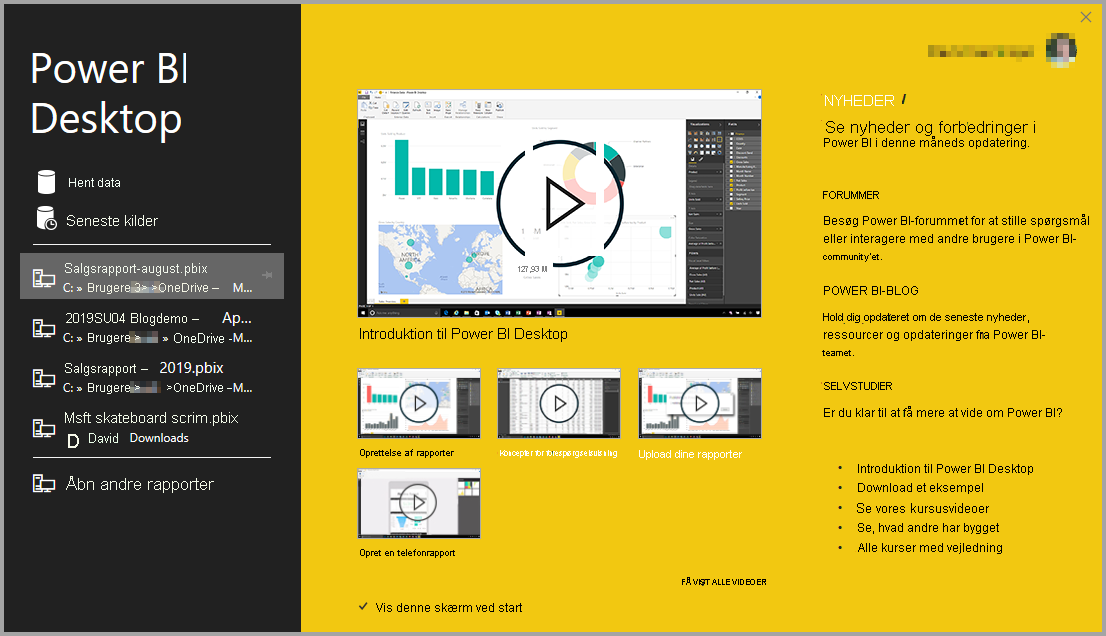 Power BI
Desktop
Hent data
Seneste kilder
Salgsrapport-august.pbix
C: » Brugere 3> >OneDrive – M...
2019SU04 Blogdemo – Ap...
C: » Brugere > » OneDrive -M...
Salgsrapport – 2019.pbix
C: » Brugere > >OneDrive –M...
Msft skateboard scrim.pbix
D David Downloads
Åbn andre rapporter
NORTH
AMERICA
127,93 M
Introduktion til Power BI Desktop
Oprettelse af rapporter
Upload dine rapporter
Opret en telefonrapport
FÅ VIST ALLE VIDEOER
Vis denne skærm ved start
NYHEDER
Se nyheder og forbedringer i
Power BI i denne måneds opdatering.
FORUMMER
Besøg Power BI-forummet for at stille spørgsmål
eller interagere med andre brugere i Power BI-
community'et.
POWER BI-BLOG
Hold dig opdateret om de seneste nyheder,
ressourcer og opdateringer fra Power BI-
teamet.
SELVSTUDIER
Er du klar til at få mere at vide om Power BI?
• Introduktion til Power BI Desktop
• Download et eksempel
• Se vores kursusvideoer
• Se, hvad andre har bygget
• Alle kurser med vejledning